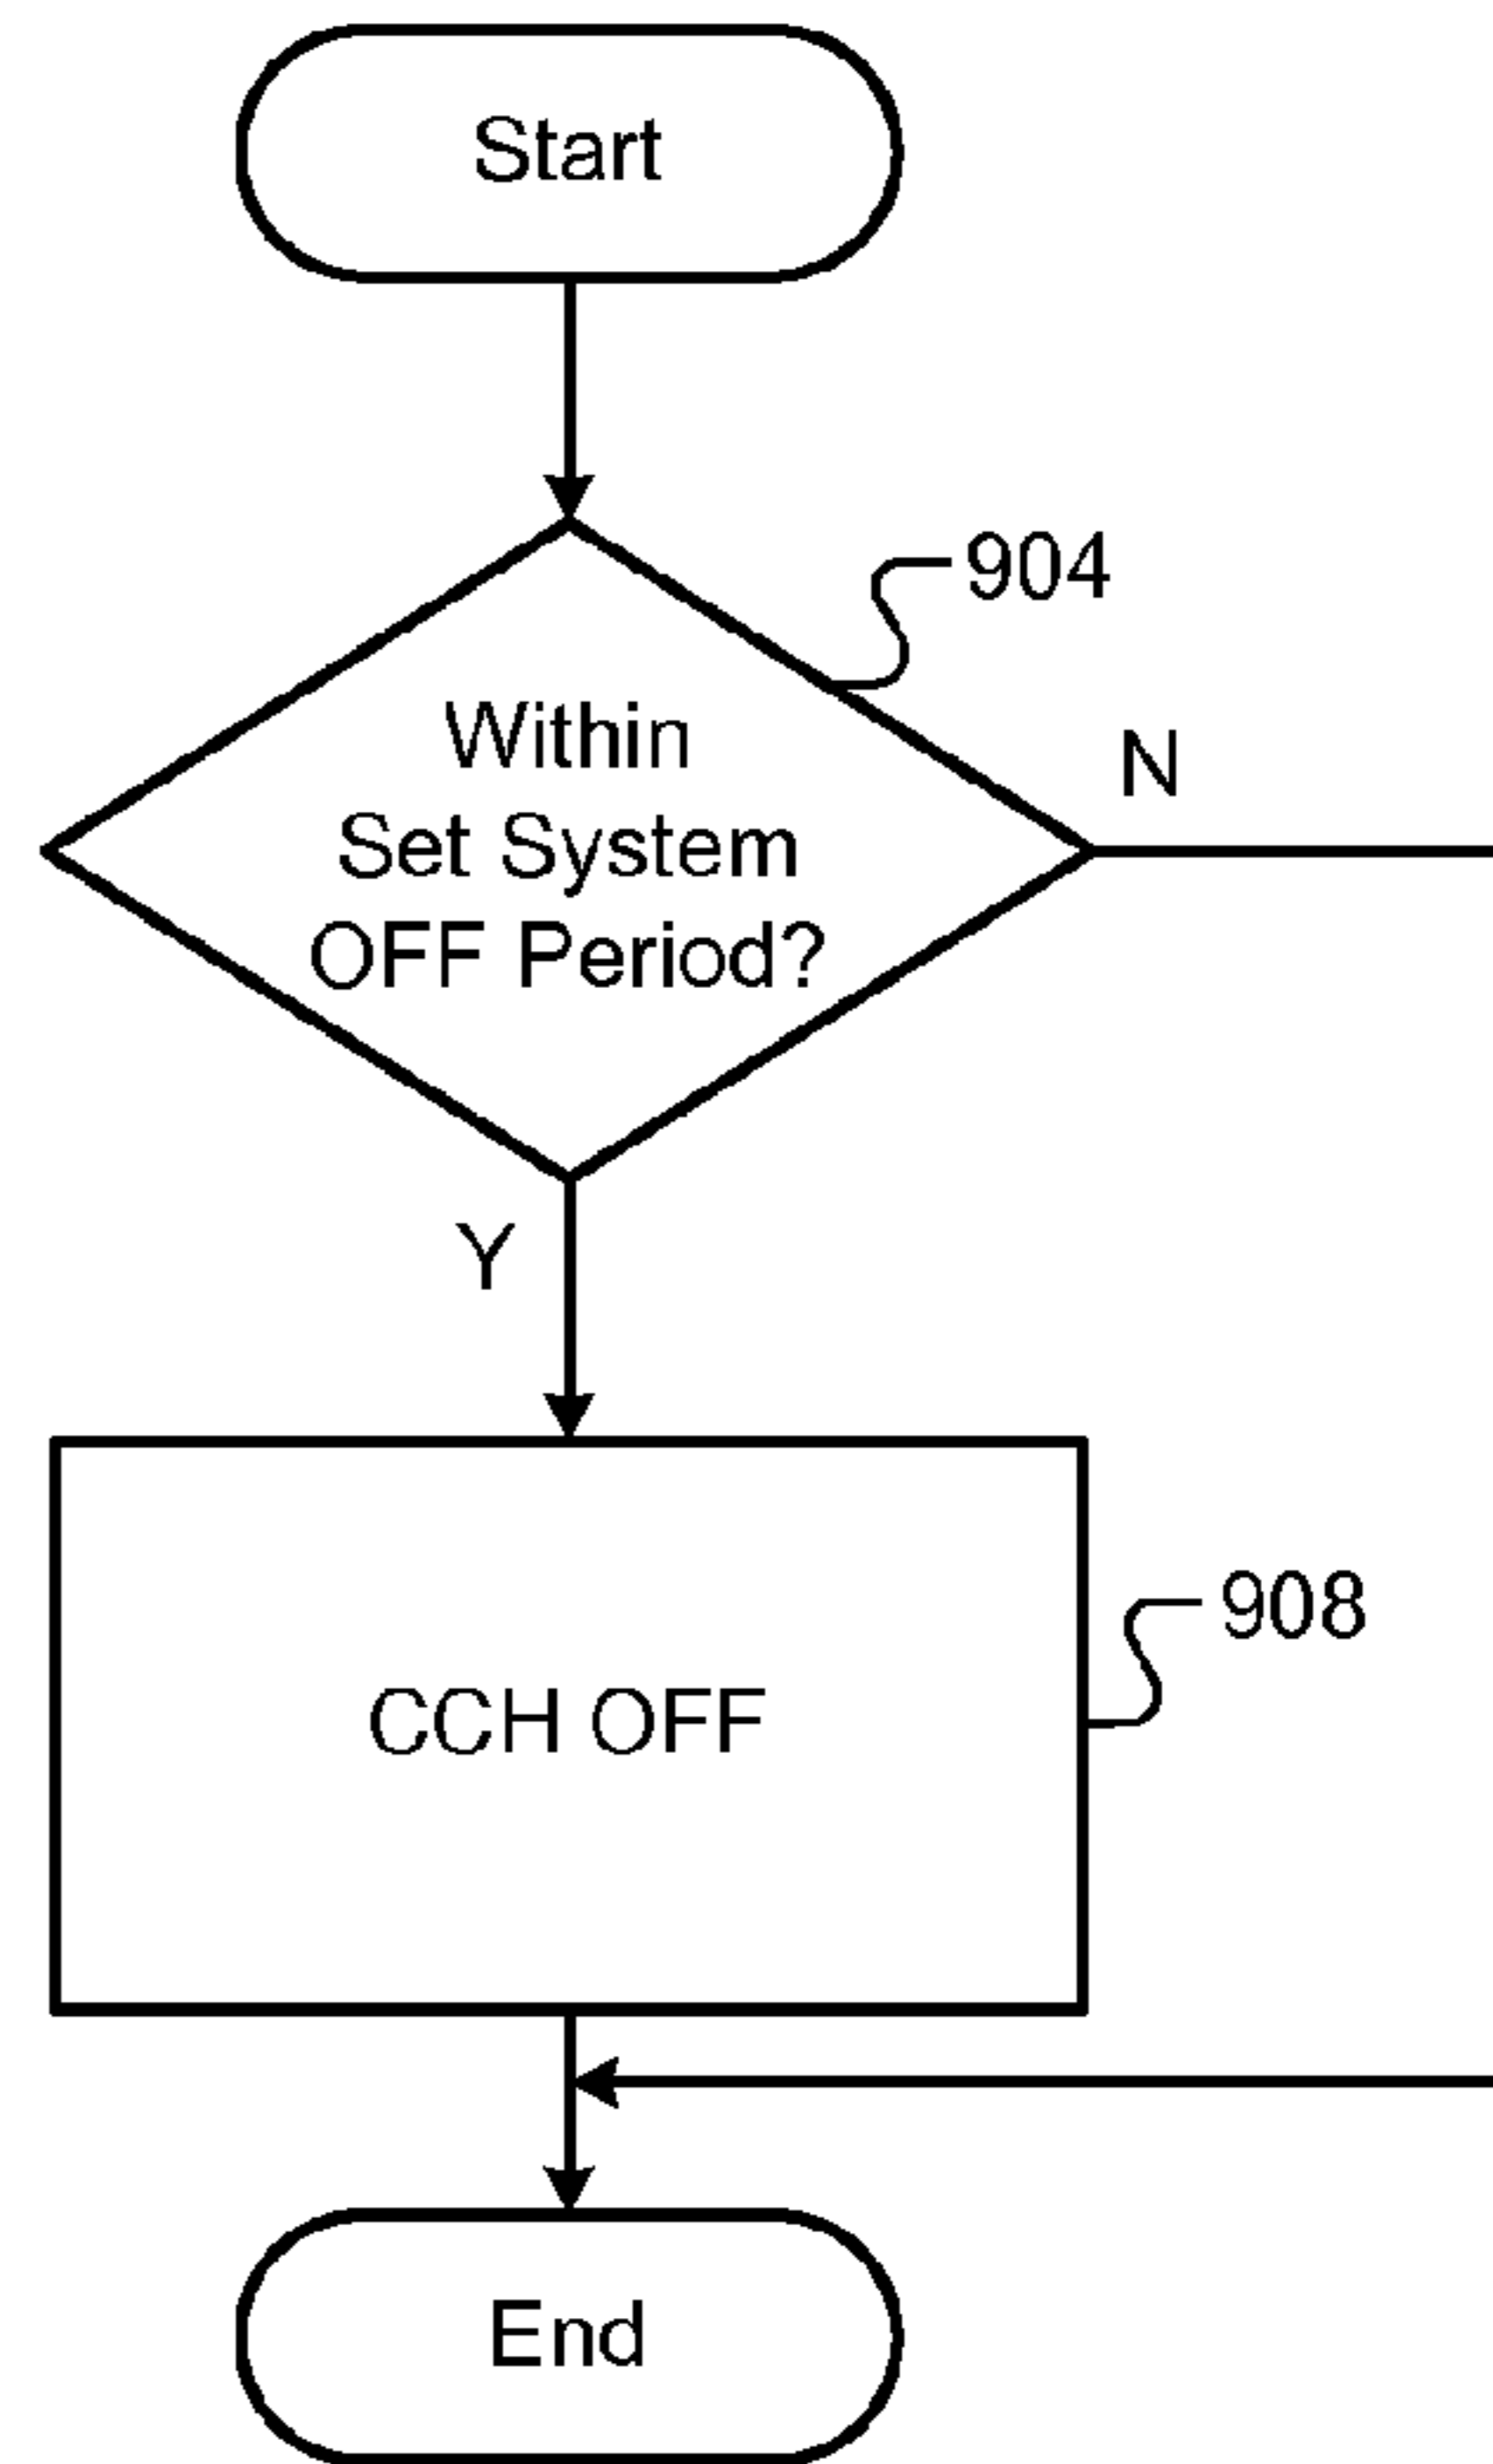 Start
904
Within
Set System
OFF Period?
N
Y
908
CCH OFF
End